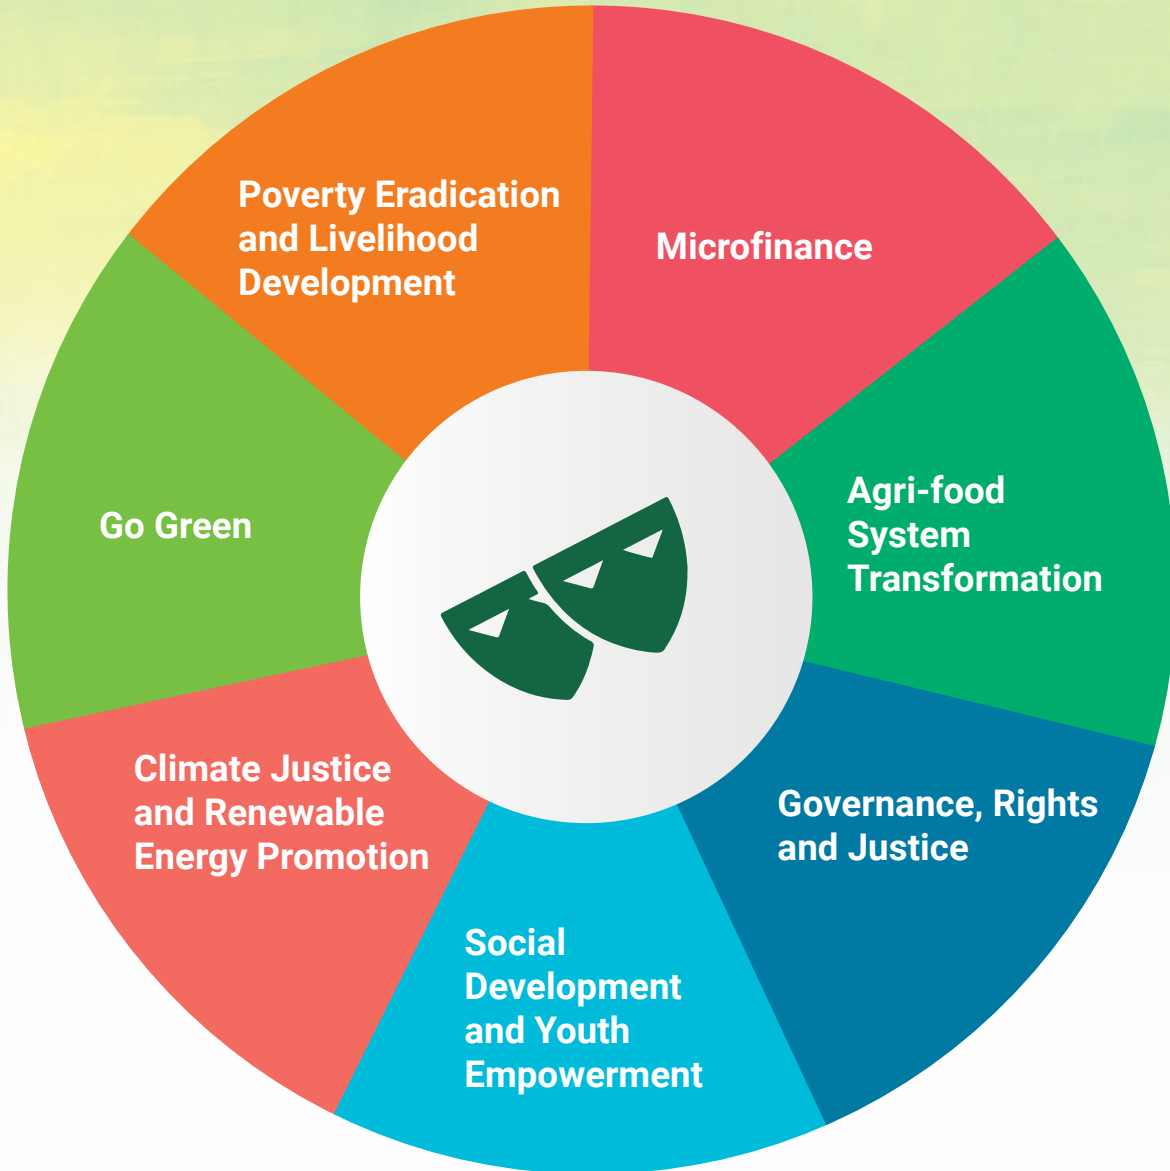 Poverty Eradication
and Livelihood
Development
Microfinance
Agri-food
System
Transformation
Governance, Rights
and Justice
Social
Development
and Youth
Empowerment
Climate Justice
and Renewable
Energy Promotion
Go Green